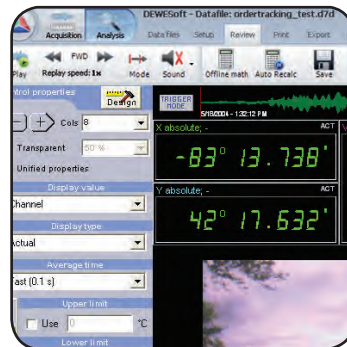 DEWESoft - Datafile: ordertracking_test.d7d
Acquisition Analysis Data files Setup Review Print Export
Play FWD Mode Sound Offline math Auto Recalc Save
Replay speed: 1x
ntrol properties
Design
TRIGGER MODE
5/18/2004 - 1:32:12 PM
Cols 8
X absolute; - ACT
Transparent 50 %
-83° 13.738'
Unified properties
Display value
Y absolute; - ACT
Channel
42° 17.632'
Display type
Actual
Average time
Fast (0.1 s)
Upper limit
Use 0 °C
Lower limit